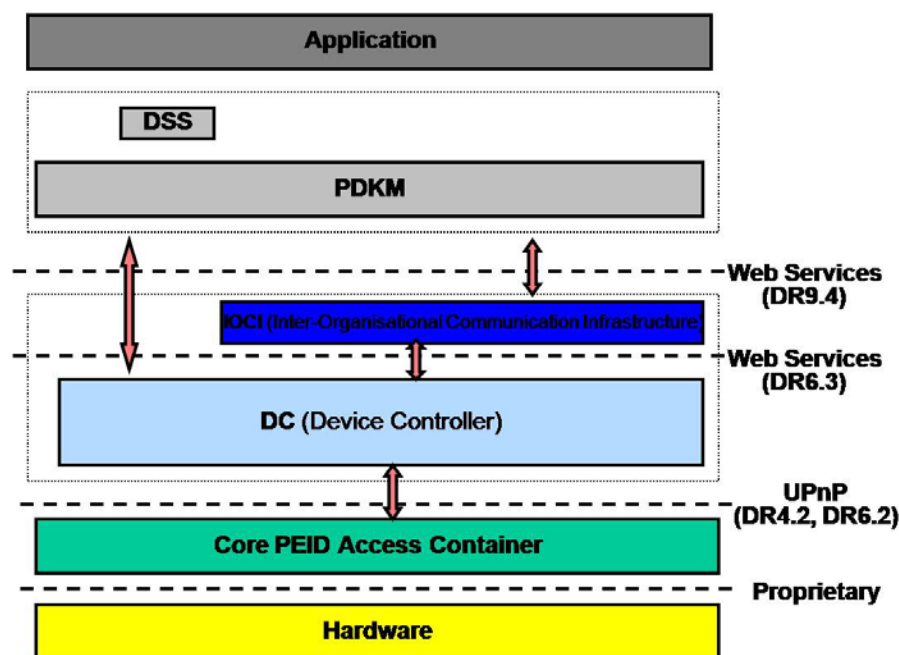 Application
DSS
PDKM
Web Services
(DR9.4)
IOCI (Inter-Organisational Communication Infrastructure)
Web Services
(DR6.3)
DC (Device Controller)
UPnP
(DR4.2, DR6.2)
Core PEID Access Container
Proprietary
Hardware